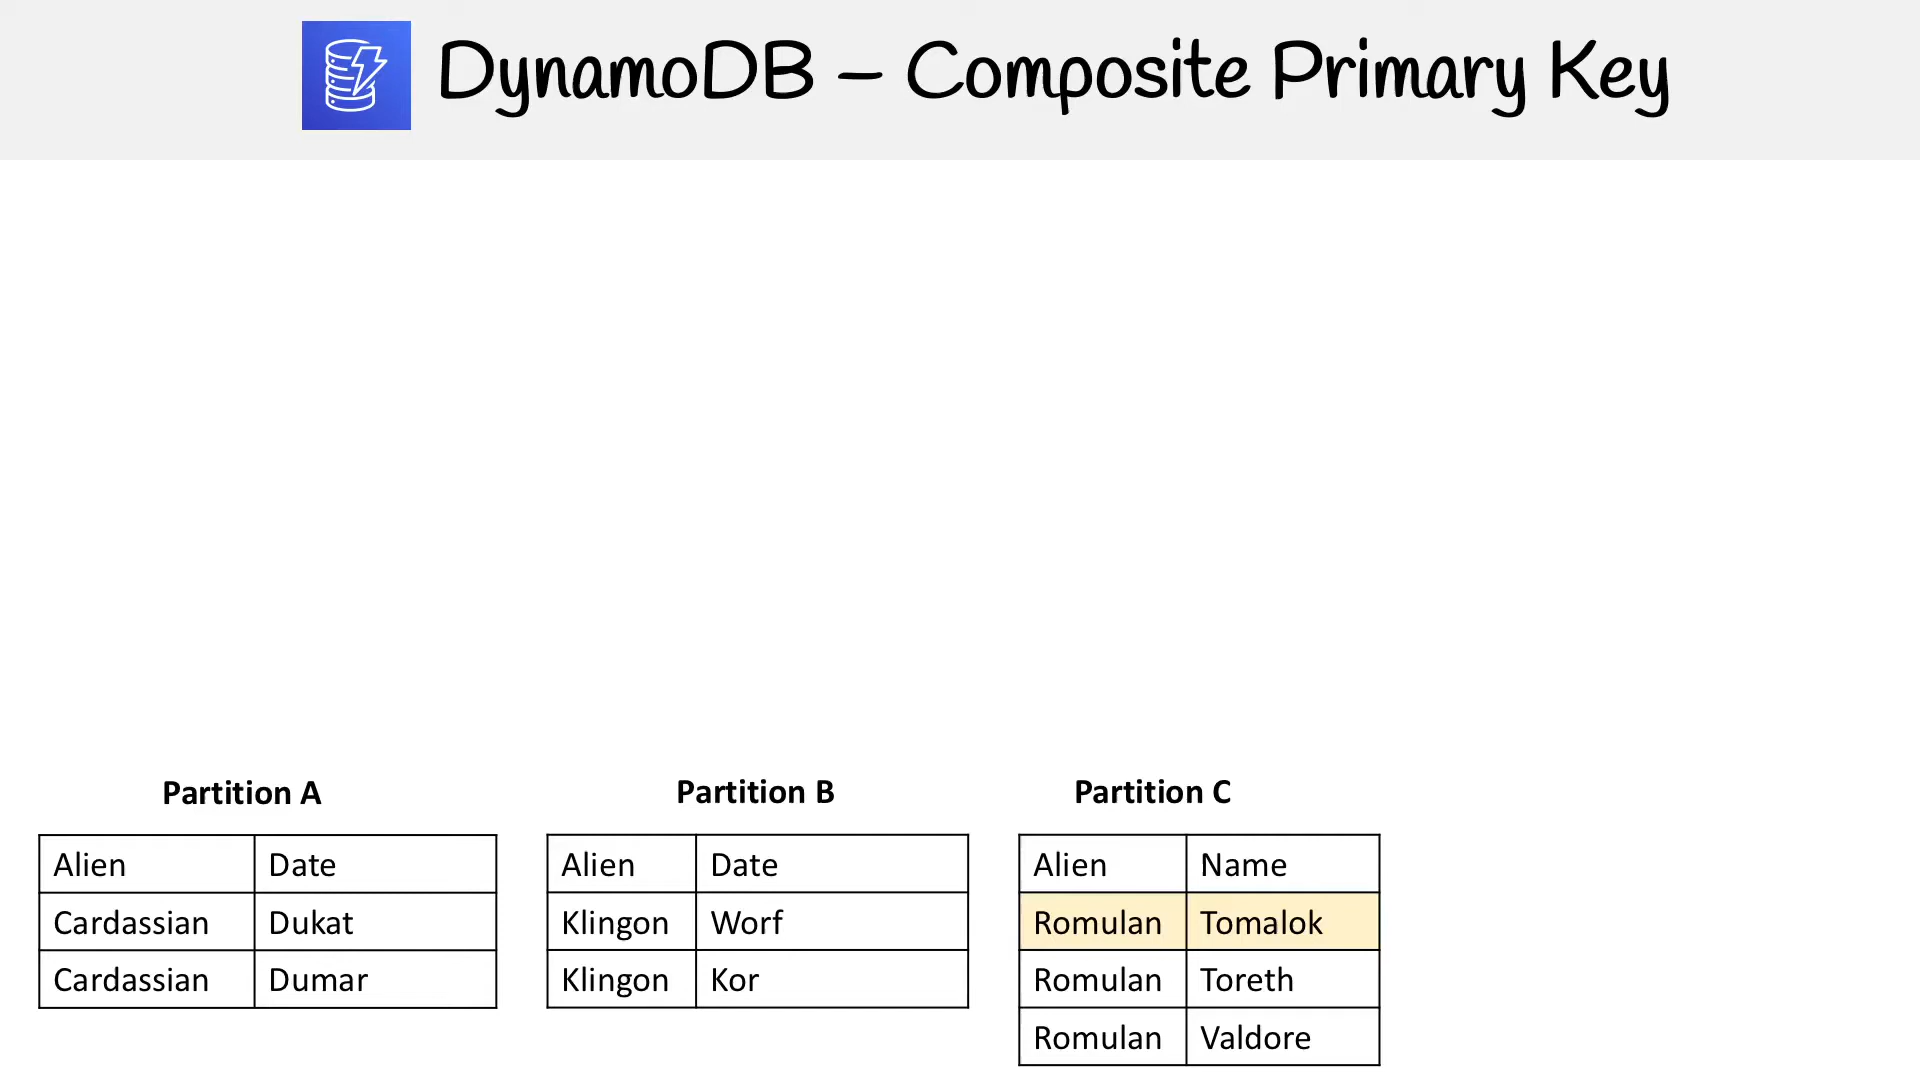 DynamoDB – Composite Primary Key
Partition A
Alien Date
Cardassian Dukat
Cardassian Dumar
Partition B
Alien Date
Klingon Worf
Klingon Kor
Partition C
Alien Name
Romulan Tomalok
Romulan Toreth
Romulan Valdore